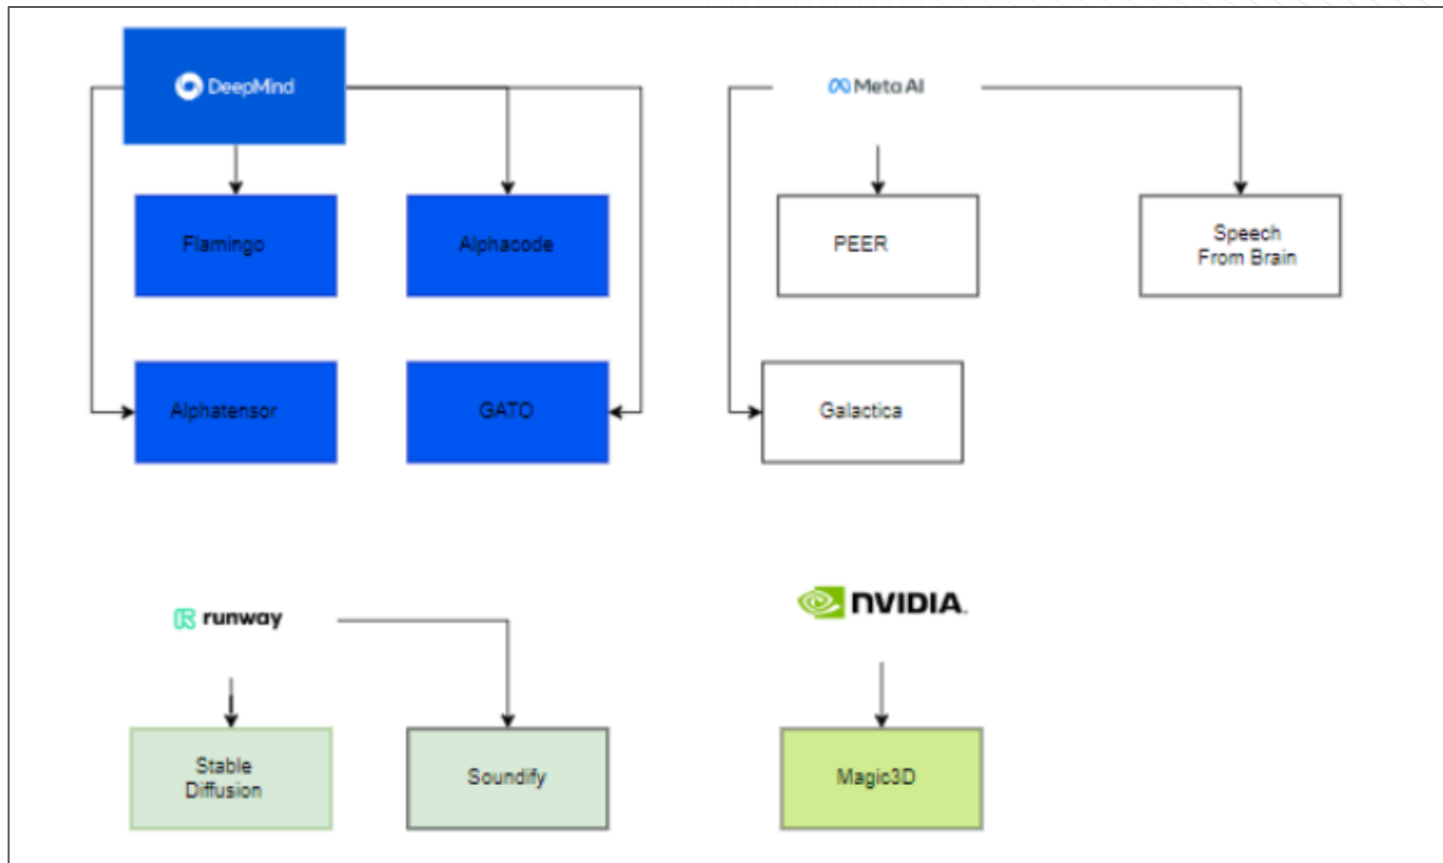 DeepMind
Meta AI
Flamingo
Alphacode
PEER
Speech
From Brain
Alphatensor
GATO
Galactica
runway
NVIDIA.
Stable
Diffusion
Soundify
Magic3D